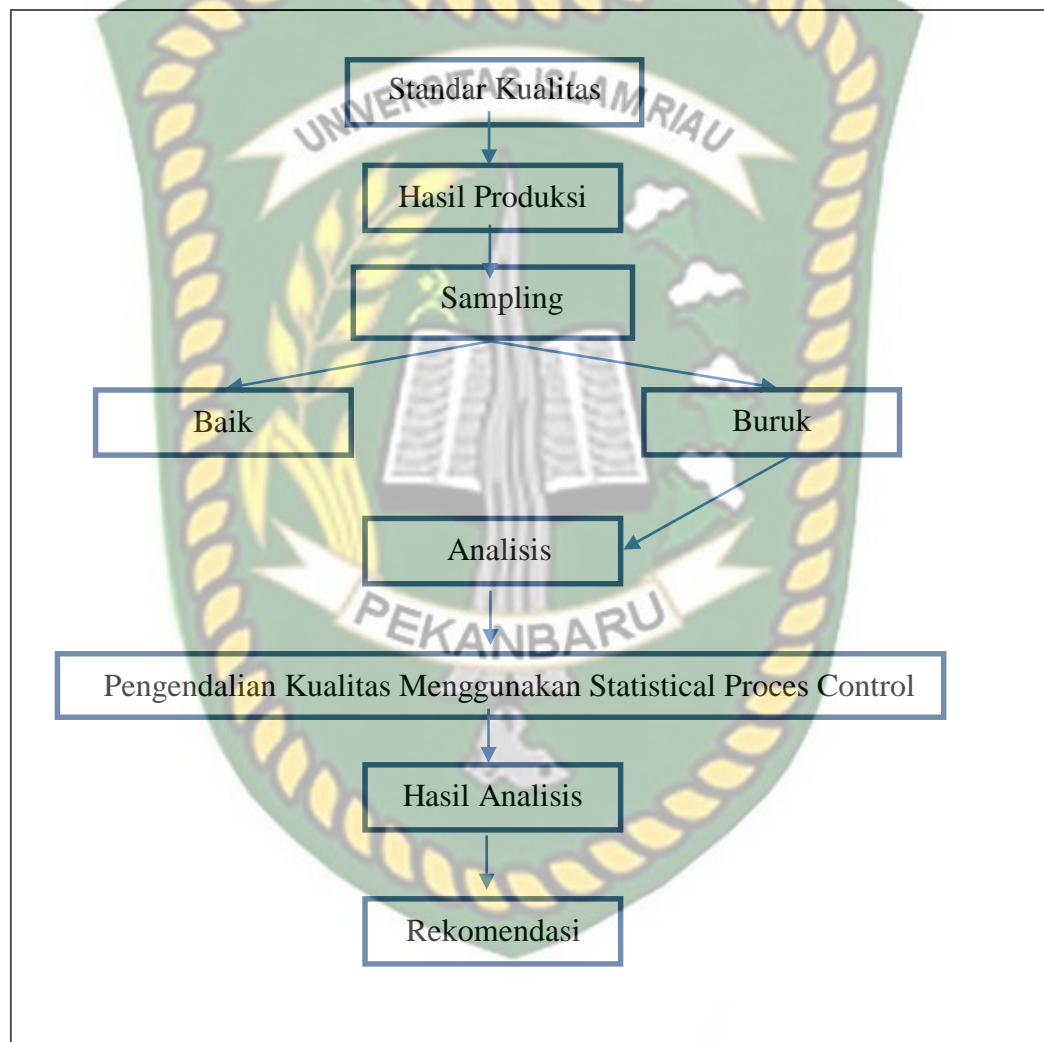 UNIVERSITAS ISLAM RIAU
Standar Kualitas
Hasil Produksi
Sampling
Baik
Buruk
Analisis
PEKANBARU
Pengendalian Kualitas Menggunakan Statistical Proces Control
Hasil Analisis
Rekomendasi